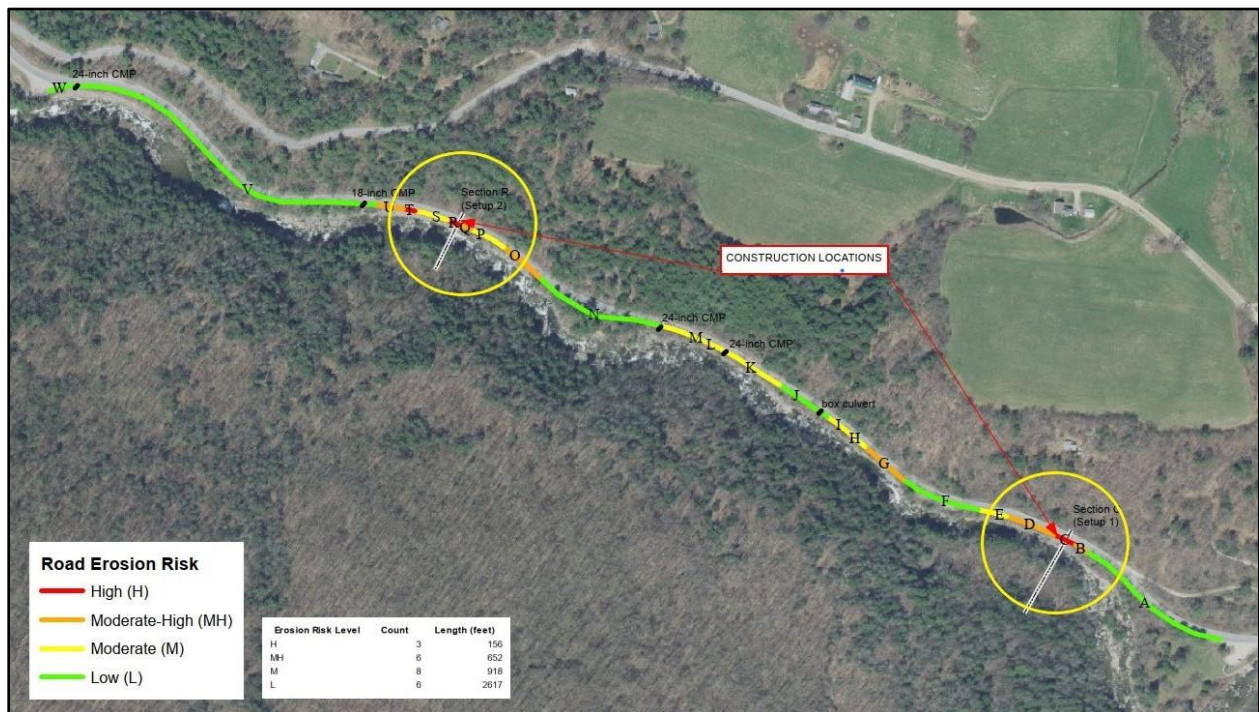 W
24-inch CMP
V
18-inch CMP
U
T
S
R
Q
P
Section R
(Setup 2)
O
CONSTRUCTION LOCATIONS
N
24-inch CMP
M
L
24-inch CMP
K
J
box culvert
I
H
G
F
E
D
Section C
(Setup 1)
C
B
A
Road Erosion Risk
High (H)
Moderate-High (MH)
Moderate (M)
Low (L)
Erosion Risk Level Count Length (feet)
H 3 156
MH 6 652
M 8 918
L 6 2617